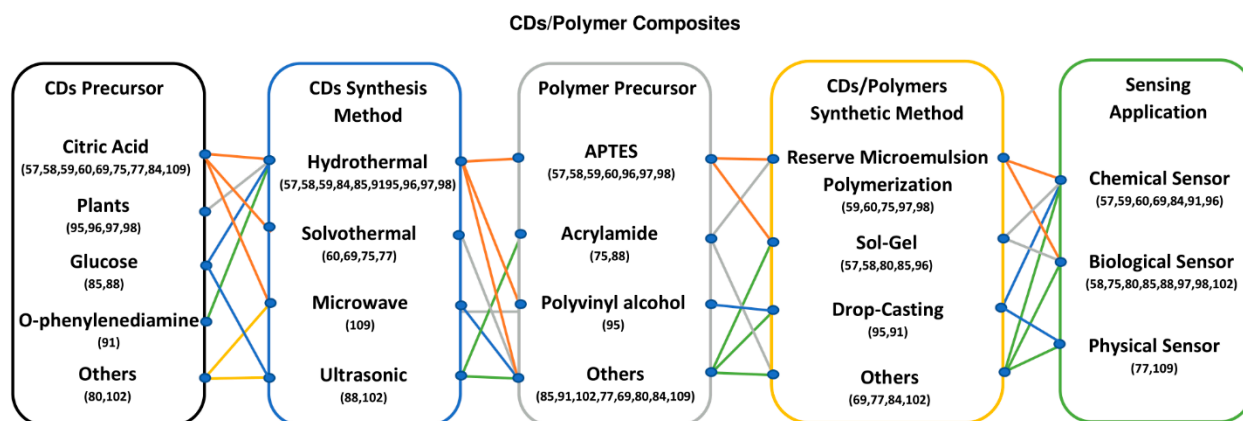 CDs/Polymer Composites
CDs Precursor
Citric Acid
(57,58,59,60,69,75,77,84,109)
Plants
(95,96,97,98)
Glucose
(85,88)
O-phenylenediamine
(91)
Others
(80,102)
CDs Synthesis
Method
Hydrothermal
(57,58,59,84,85,9195,96,97,98)
Solvothermal
(60,69,75,77)
Microwave
(109)
Ultrasonic
(88,102)
Polymer Precursor
APTES
(57,58,59,60,96,97,98)
Acrylamide
(75,88)
Polyvinyl alcohol
(95)
Others
(85,91,102,77,69,80,84,109)
CDs/Polymers
Synthetic Method
Reserve Microemulsion
Polymerization
(59,60,75,97,98)
Sol-Gel
(57,58,80,85,96)
Drop-Casting
(95,91)
Others
(69,77,84,102)
Sensing
Application
Chemical Sensor
(57,59,60,69,84,91,96)
Biological Sensor
(58,75,80,85,88,97,98,102)
Physical Sensor
(77,109)